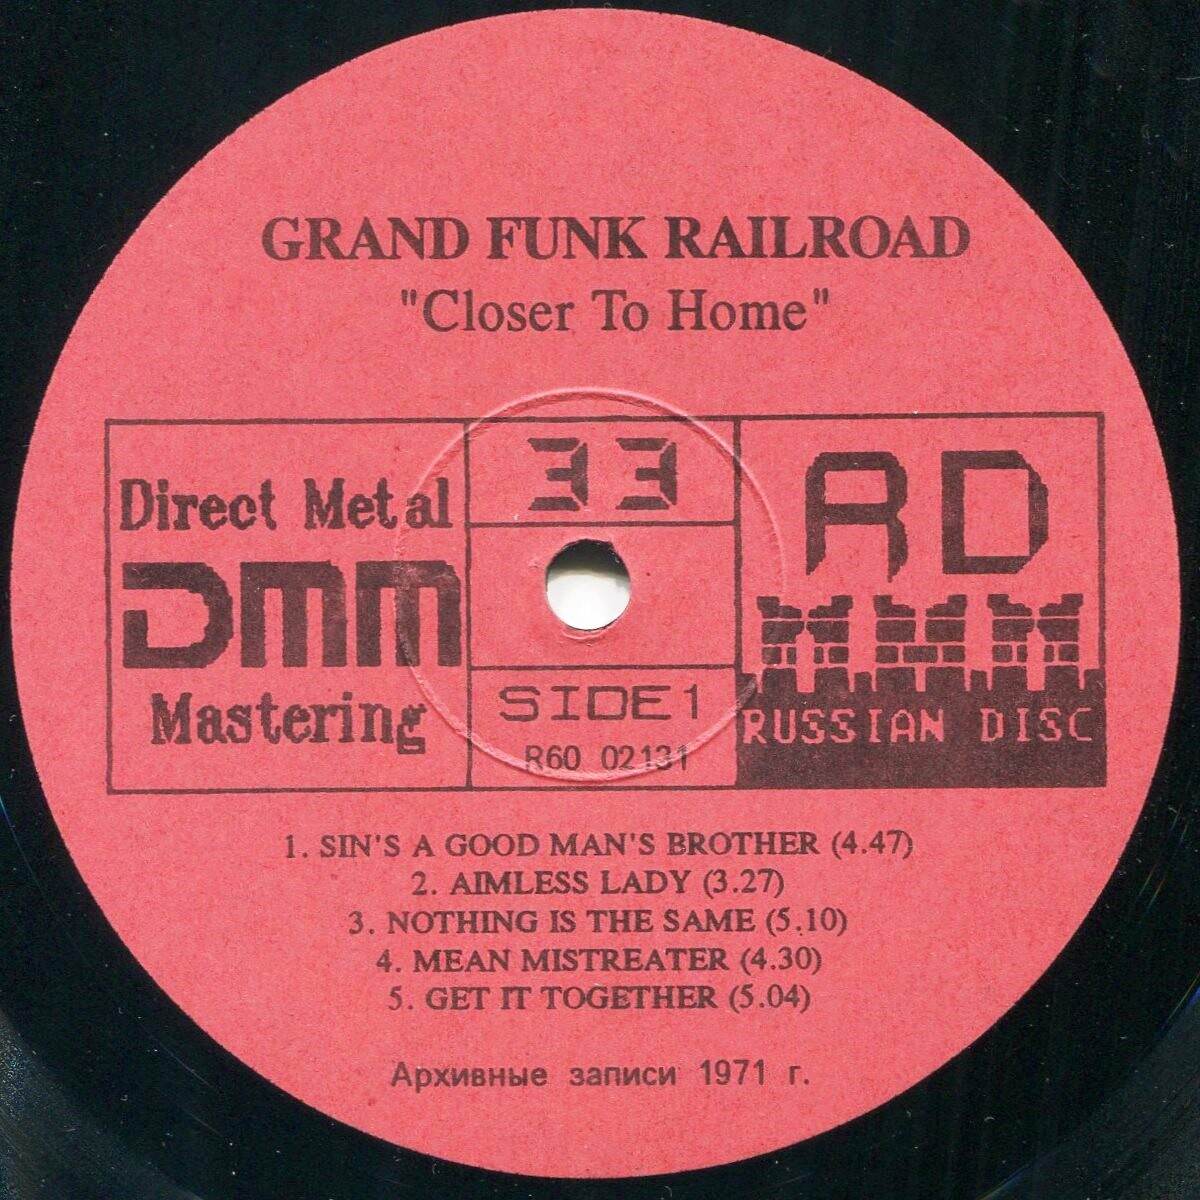 GRAND FUNK RAILROAD
"Closer To Home"
Direct Metal
DMM
Mastering
33
SIDE 1
R60 02131
RD
RUSSIAN DISC
1. SIN'S A GOOD MAN'S BROTHER (4.47)
2. AIMLESS LADY (3.27)
3. NOTHING IS THE SAME (5.10)
4. MEAN MISTREATER (4.30)
5. GET IT TOGETHER (5.04)
Архивные записи 1971 г.